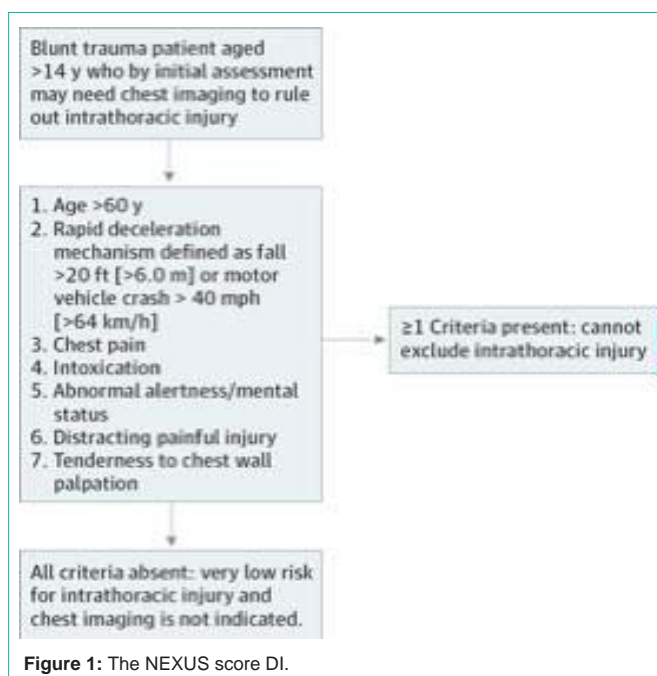 Blunt trauma patient aged
>14 y who by initial assessment
may need chest imaging to rule
out intrathoracic injury
1. Age >60 y
2. Rapid deceleration
mechanism defined as fall
>20 ft [>6.0 m] or motor
vehicle crash > 40 mph
[>64 km/h]
3. Chest pain
4. Intoxication
5. Abnormal alertness/mental
status
6. Distracting painful injury
7. Tenderness to chest wall
palpation
≥1 Criteria present: cannot
exclude intrathoracic injury
All criteria absent: very low risk
for intrathoracic injury and
chest imaging is not indicated.
Figure 1: The NEXUS score DI.